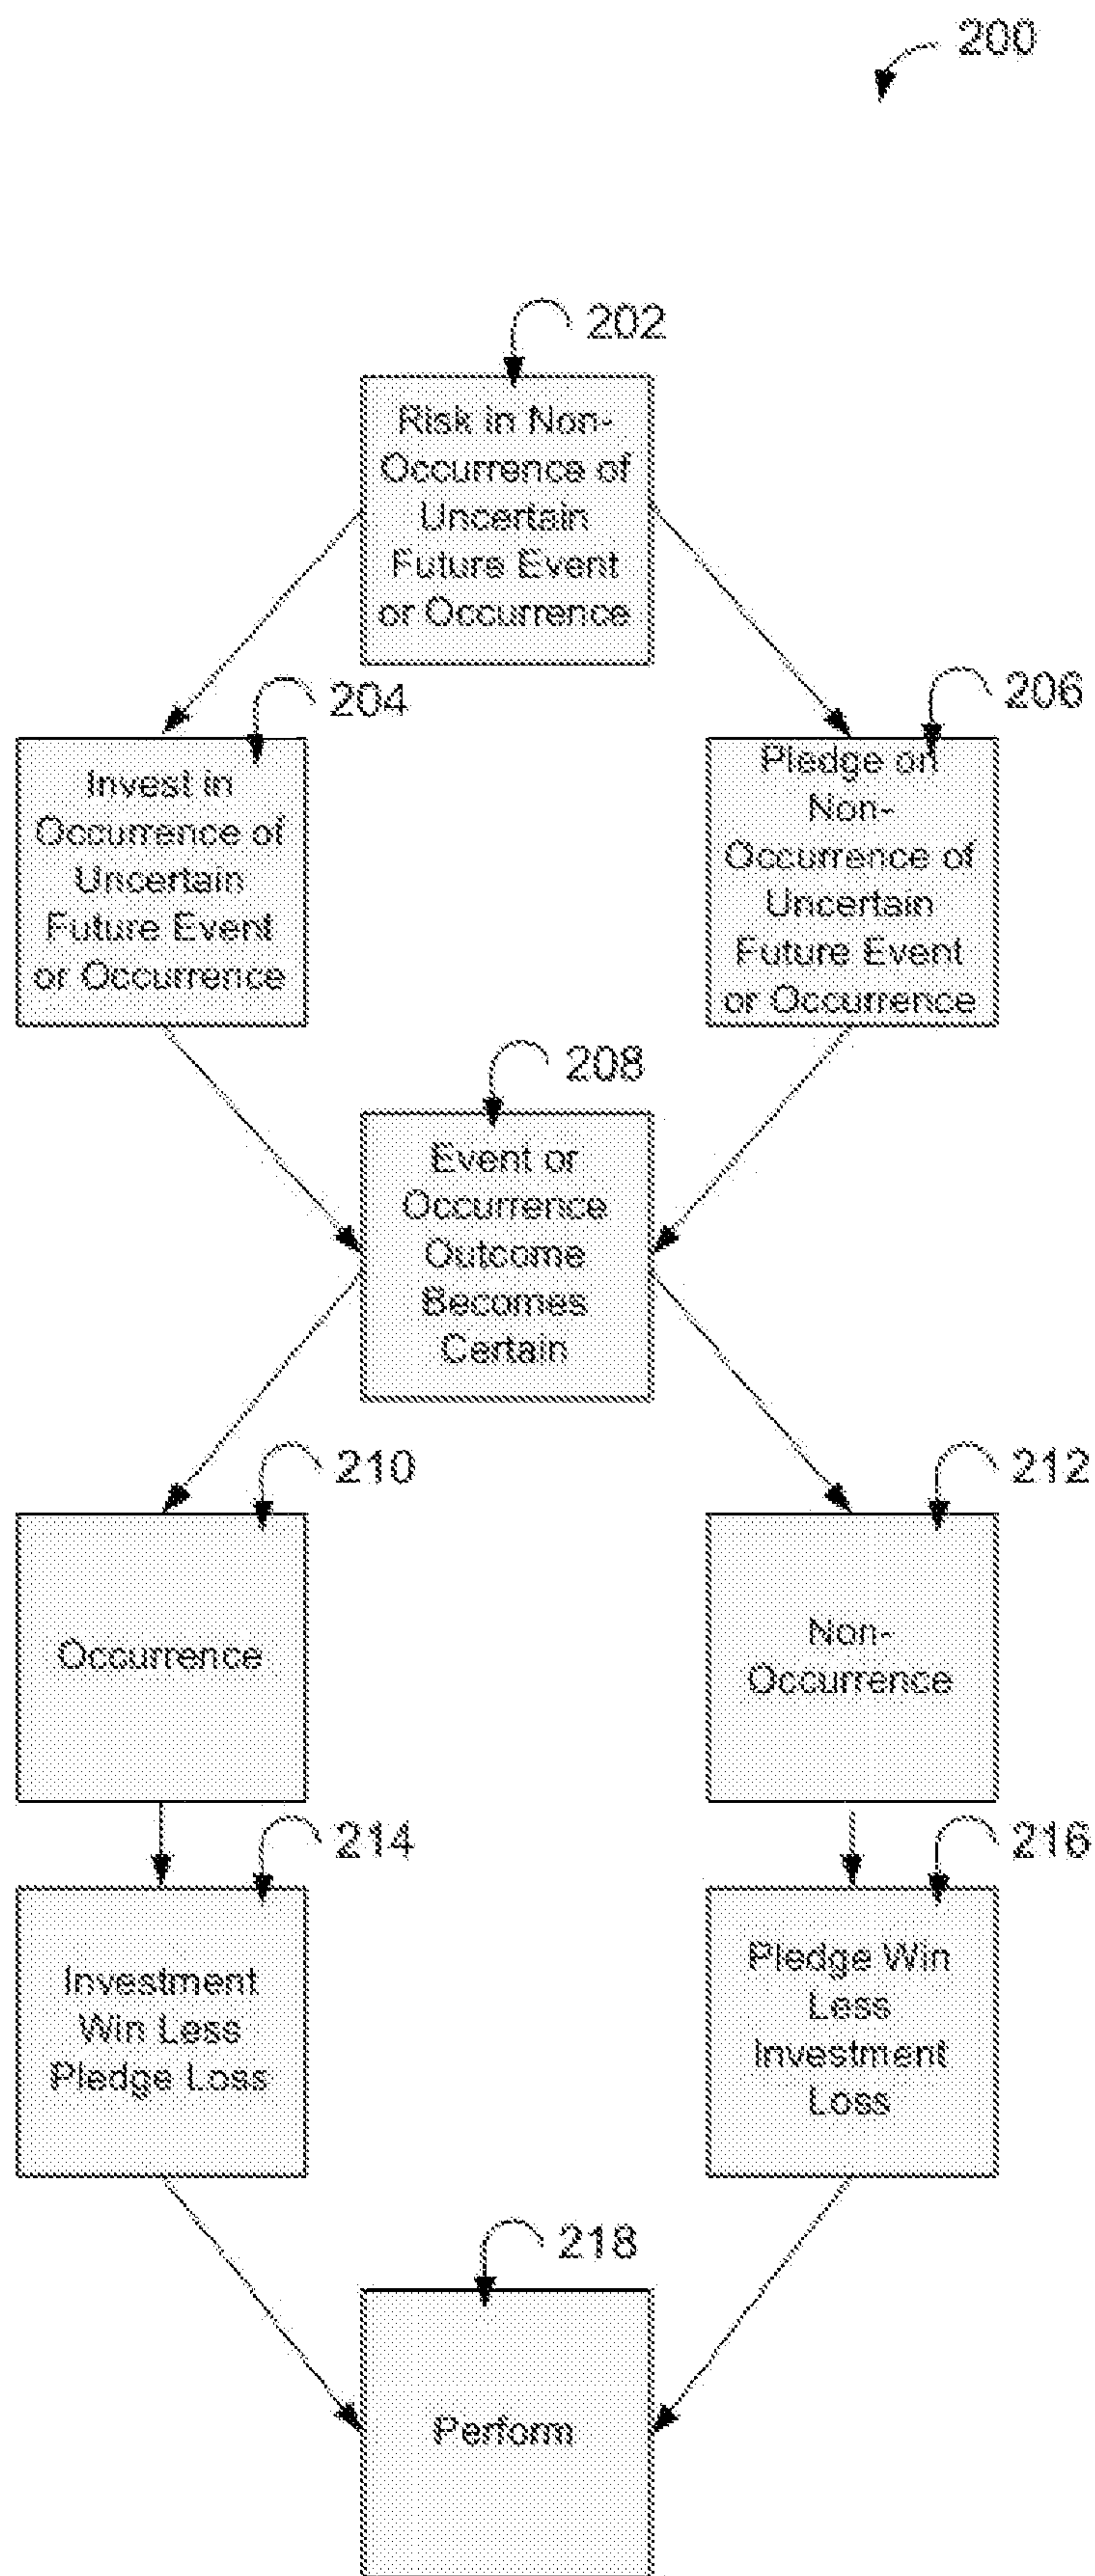 200
202
Risk in Non-
Occurrence of
Uncertain
Future Event
or Occurrence
204
Invest in
Occurrence of
Uncertain
Future Event
or Occurrence
206
Pledge on
Non-
Occurrence of
Uncertain
Future Event
or Occurrence
208
Event or
Occurrence
Outcome
Becomes
Certain
210
Occurrence
212
Non-
Occurrence
214
Investment
Win Less
Pledge Loss
216
Pledge Win
Less
Investment
Loss
218
Perform